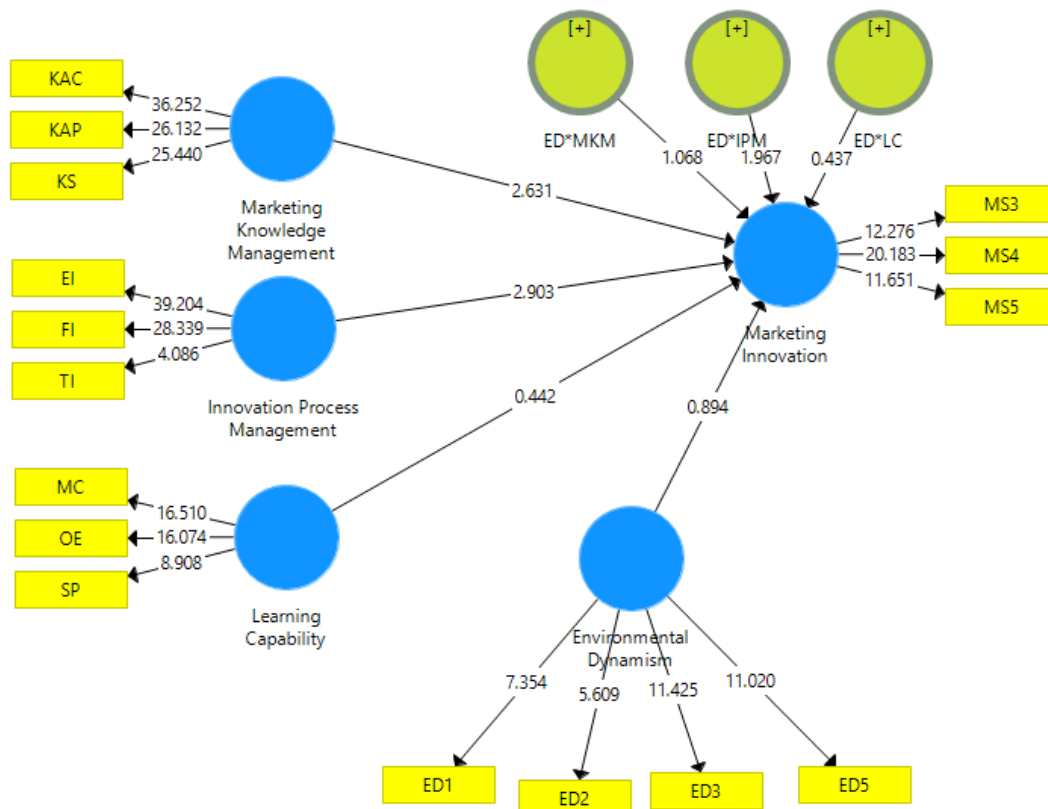 [+]
[+]
[+]
KAC
KAP
KS
36.252
26.132
25.440
Marketing
Knowledge
Management
ED*MKM
ED*IPM
ED*LC
1.068
1.967
0.437
2.631
MS3
MS4
MS5
12.276
20.183
11.651
Marketing
Innovation
EI
FI
TI
39.204
28.339
4.086
Innovation Process
Management
2.903
0.442
0.894
MC
OE
SP
16.510
16.074
8.908
Learning
Capability
Environmental
Dynamism
7.354
5.609
11.425
11.020
ED1
ED2
ED3
ED5